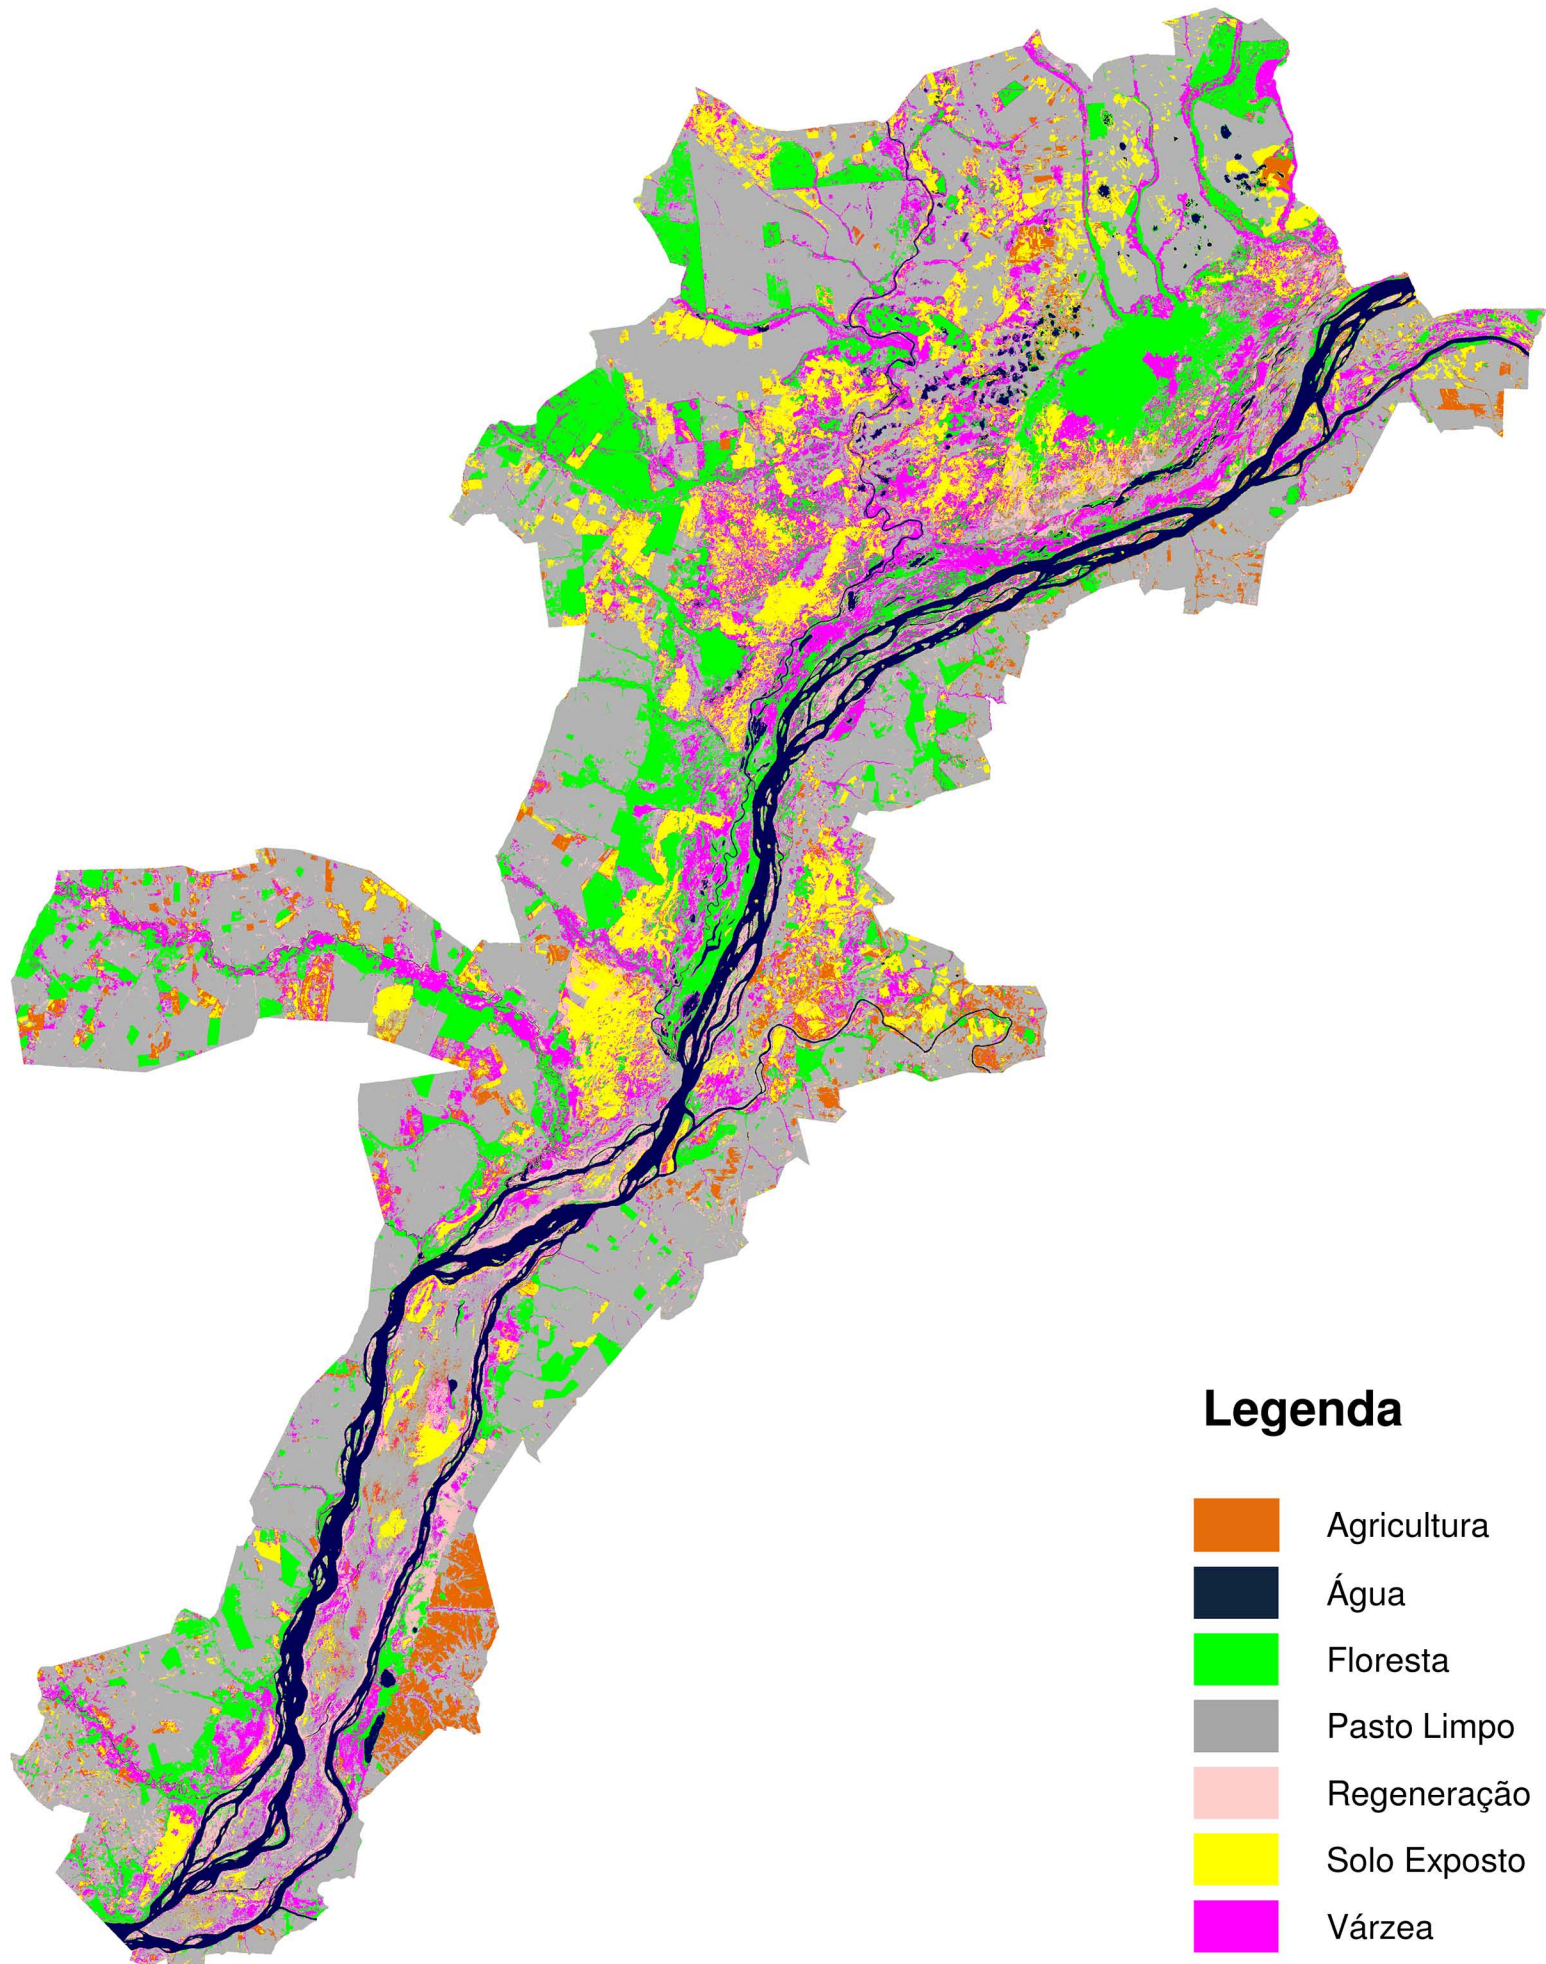 Legenda
Agricultura
Água
Floresta
Pasto Limpo
Regeneração
Solo Exposto
Várzea